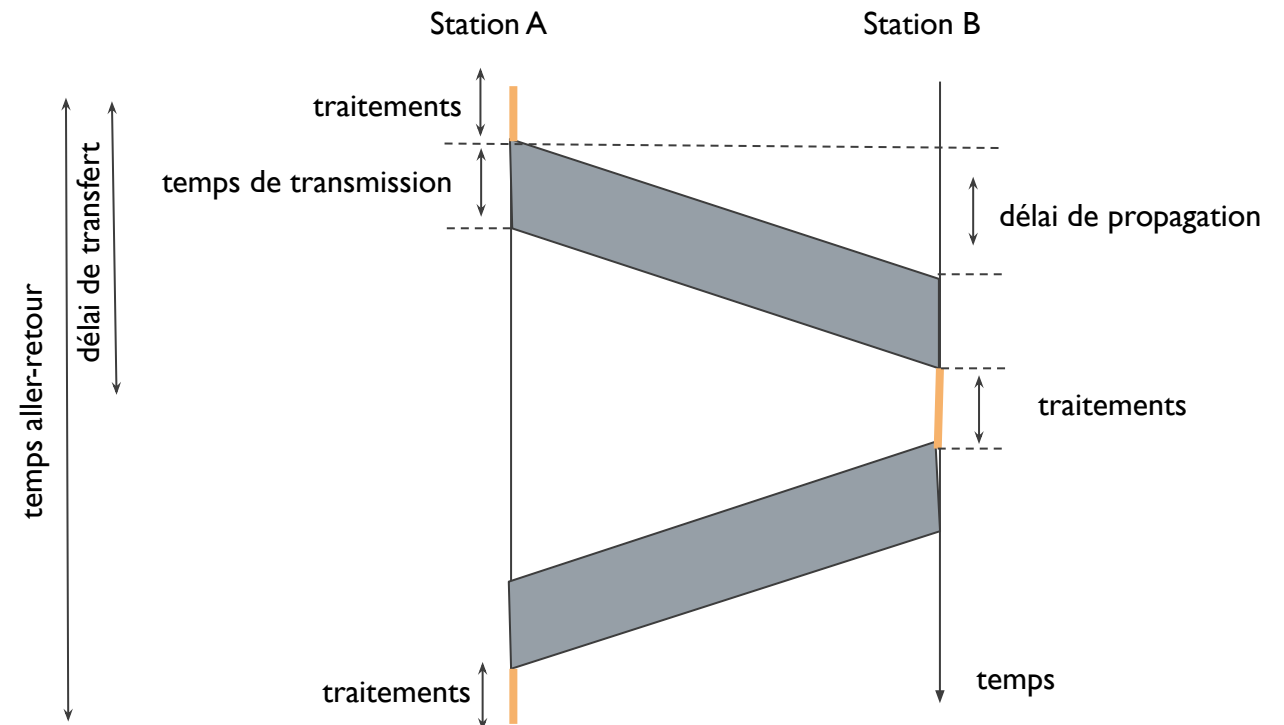 Station A
Station B
traitements
temps de transmission
délai de propagation
délai de transfert
temps aller-retour
traitements
traitements
temps